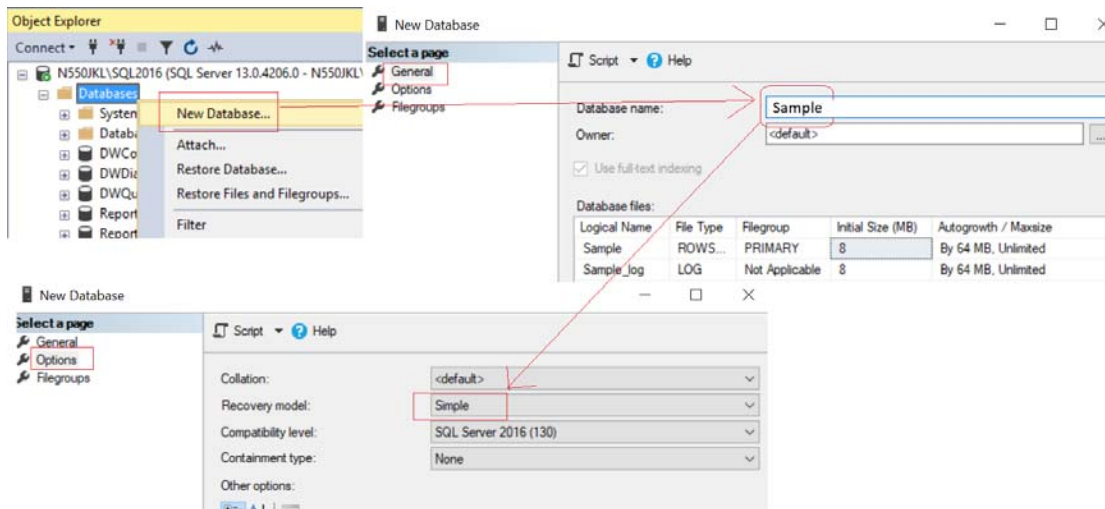 Object Explorer
Connect
N550JKL\SQL2016 (SQL Server 13.0.4206.0 - N550JKL\
Databases
System
Databa
DWCo
DWDia
DWQu
Report
Report
New Database...
Attach...
Restore Database...
Restore Files and Filegroups...
Filter
New Database
Select a page
General
Options
Filegroups
Script Help
Database name: Sample
Owner: <default> ...
Use full-text indexing
Database files:
Logical Name File Type Filegroup Initial Size (MB) Autogrowth / Maxsize
Sample ROWS... PRIMARY 8 By 64 MB, Unlimited
Sample_log LOG Not Applicable 8 By 64 MB, Unlimited
New Database
Select a page
General
Options
Filegroups
Script Help
Collation: <default>
Recovery model: Simple
Compatibility level: SQL Server 2016 (130)
Containment type: None
Other options: